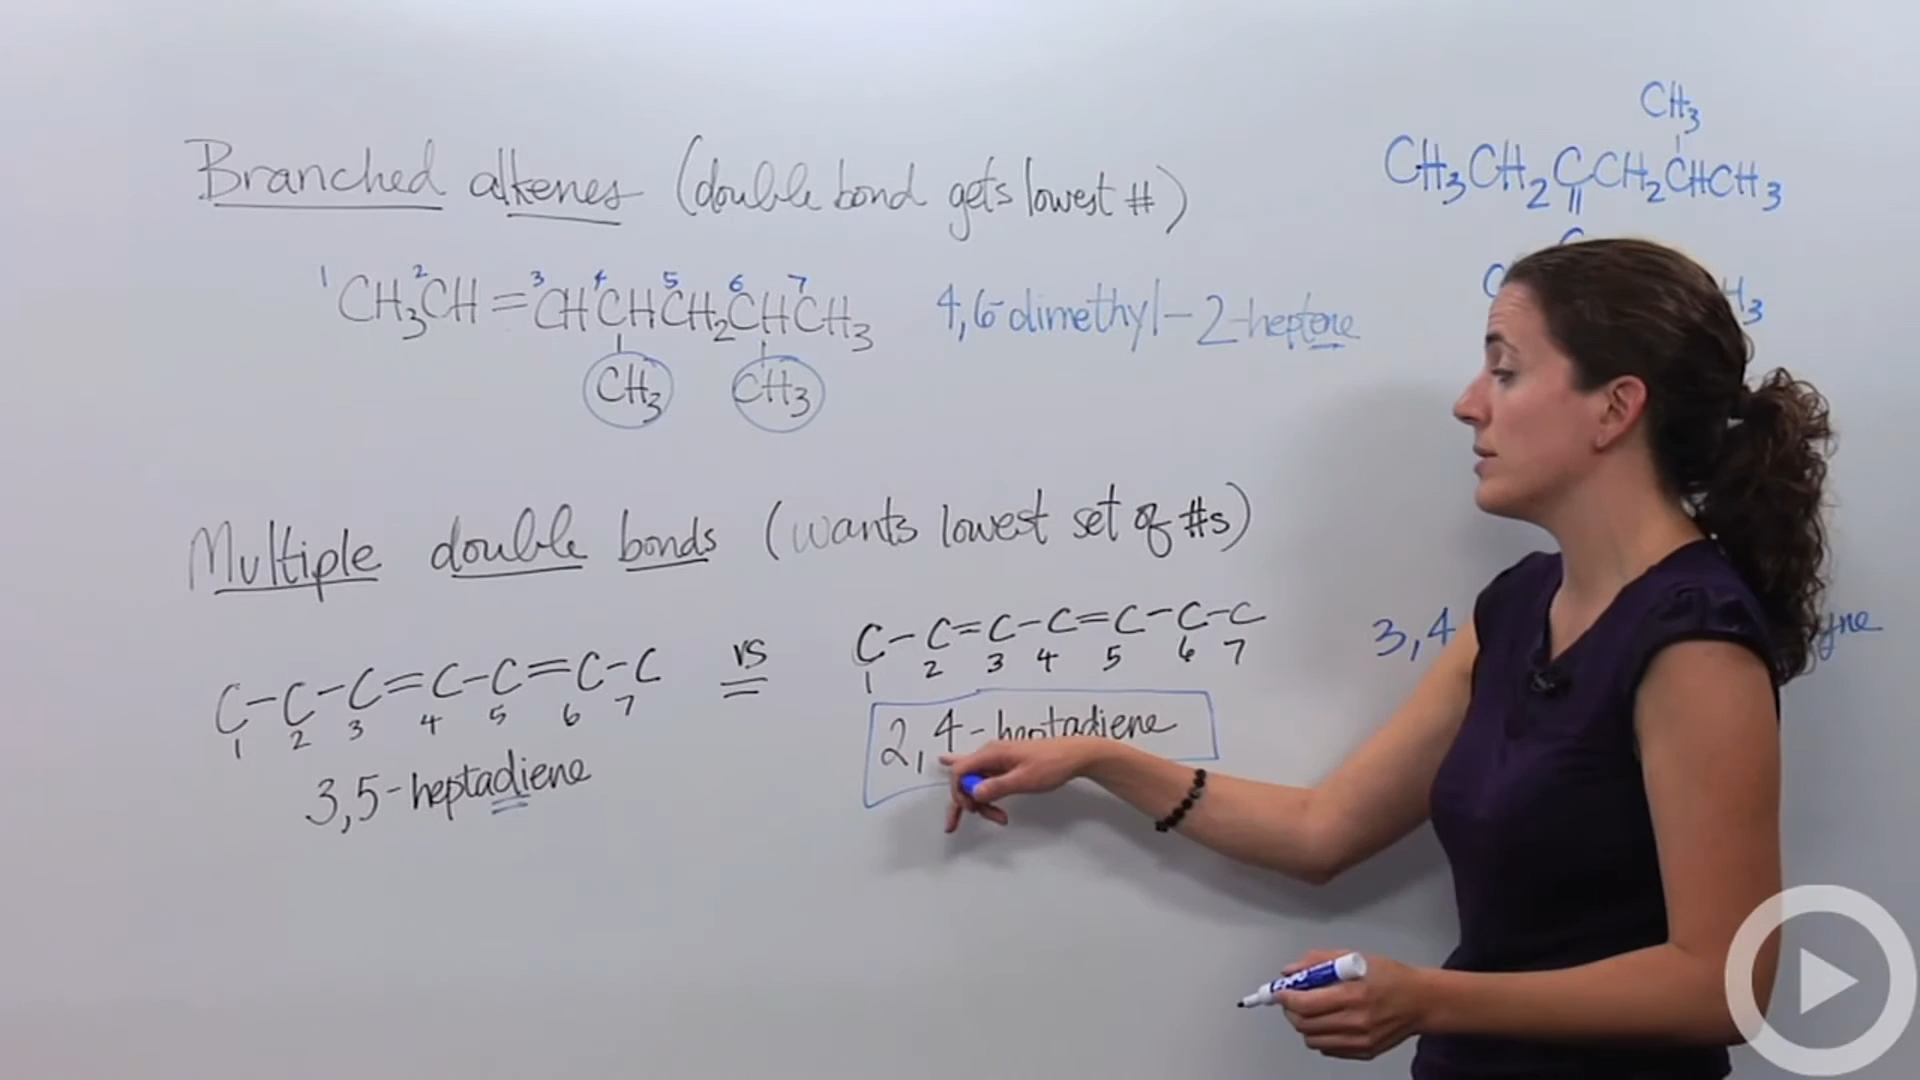 Branched alkenes (double bond gets lowest #)
1 2 3 4 5 6 7
CH₃CH=CHCHCH₂CHCH₃
CH₃ CH₃
4,6-dimethyl-2-heptene
Multiple double bonds (wants lowest set of #s)
C-C-C=C-C=C-C
1 2 3 4 5 6 7
3,5-heptadiene
vs
C-C=C-C=C-C-C
1 2 3 4 5 6 7
2,4-heptadiene
CH₃
CH₃CH₂CCH₂CHCH₃
3,4